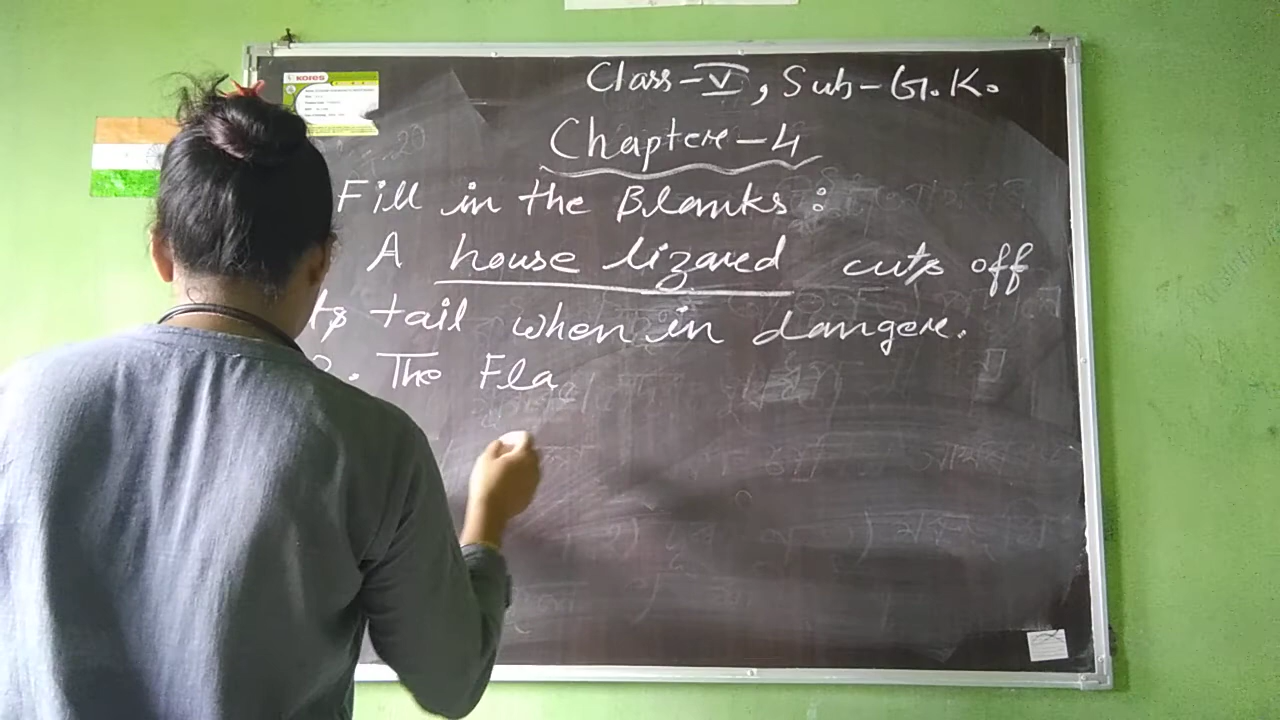 KORES
Class-V, Sub-G.K.
Chapter-4
Fill in the Blanks :
A house lizard cuts off
its tail when in danger.
2. The Fla